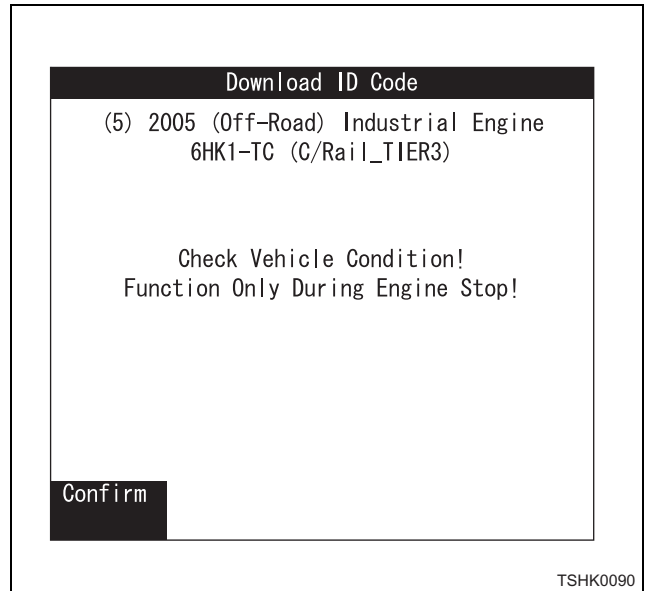 Download ID Code
(5) 2005 (Off-Road) Industrial Engine
6HK1-TC (C/Rail_TIER3)
Check Vehicle Condition!
Function Only During Engine Stop!
Confirm
TSHK0090